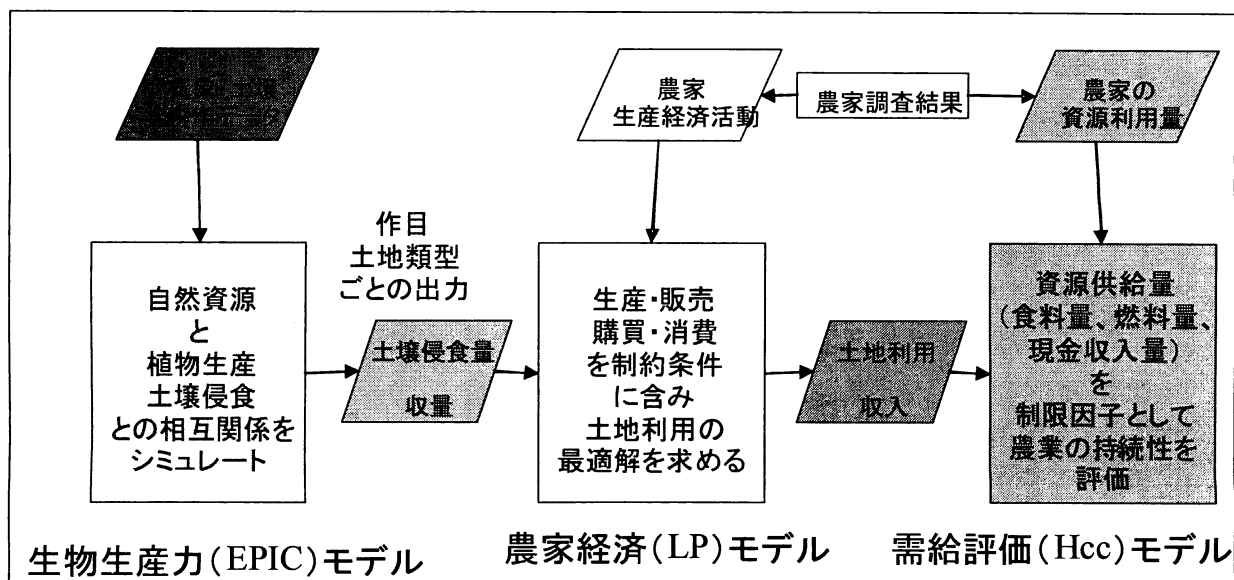 農家
生産経済活動
農家調査結果
農家の
資源利用量
作目
土地類型
ごとの出力
自然資源
と
植物生産
土壌侵食
との相互関係を
シミュレート
土壌侵食量
収量
生産・販売
購買・消費
を制約条件
に含み
土地利用の
最適解を求める
土地利用
収入
資源供給量
(食料量、燃料量、
現金収入量)
を
制限因子として
農業の持続性を
評価
生物生産力(EPIC)モデル
農家経済(LP)モデル
需給評価(Hcc)モデル